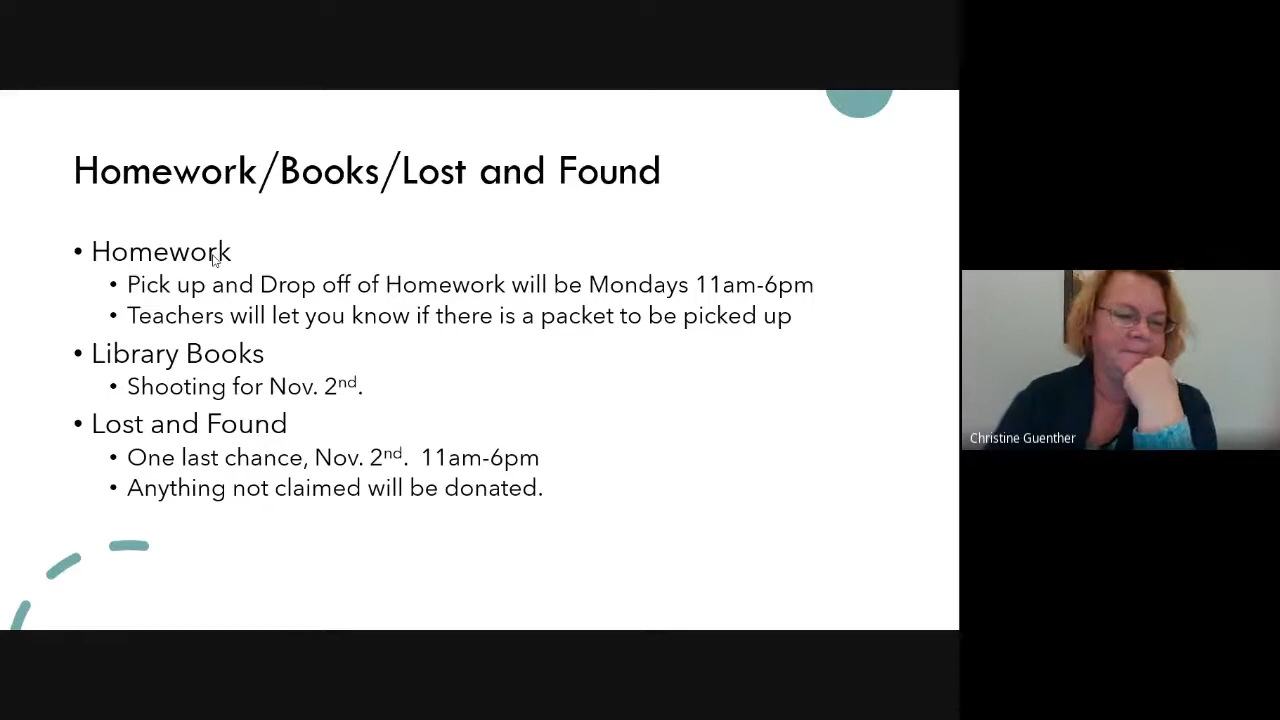 Homework/Books/Lost and Found
• Homework
• Pick up and Drop off of Homework will be Mondays 11am-6pm
• Teachers will let you know if there is a packet to be picked up
• Library Books
• Shooting for Nov. 2nd.
• Lost and Found
• One last chance, Nov. 2nd.  11am-6pm
• Anything not claimed will be donated.
Christine Guenther